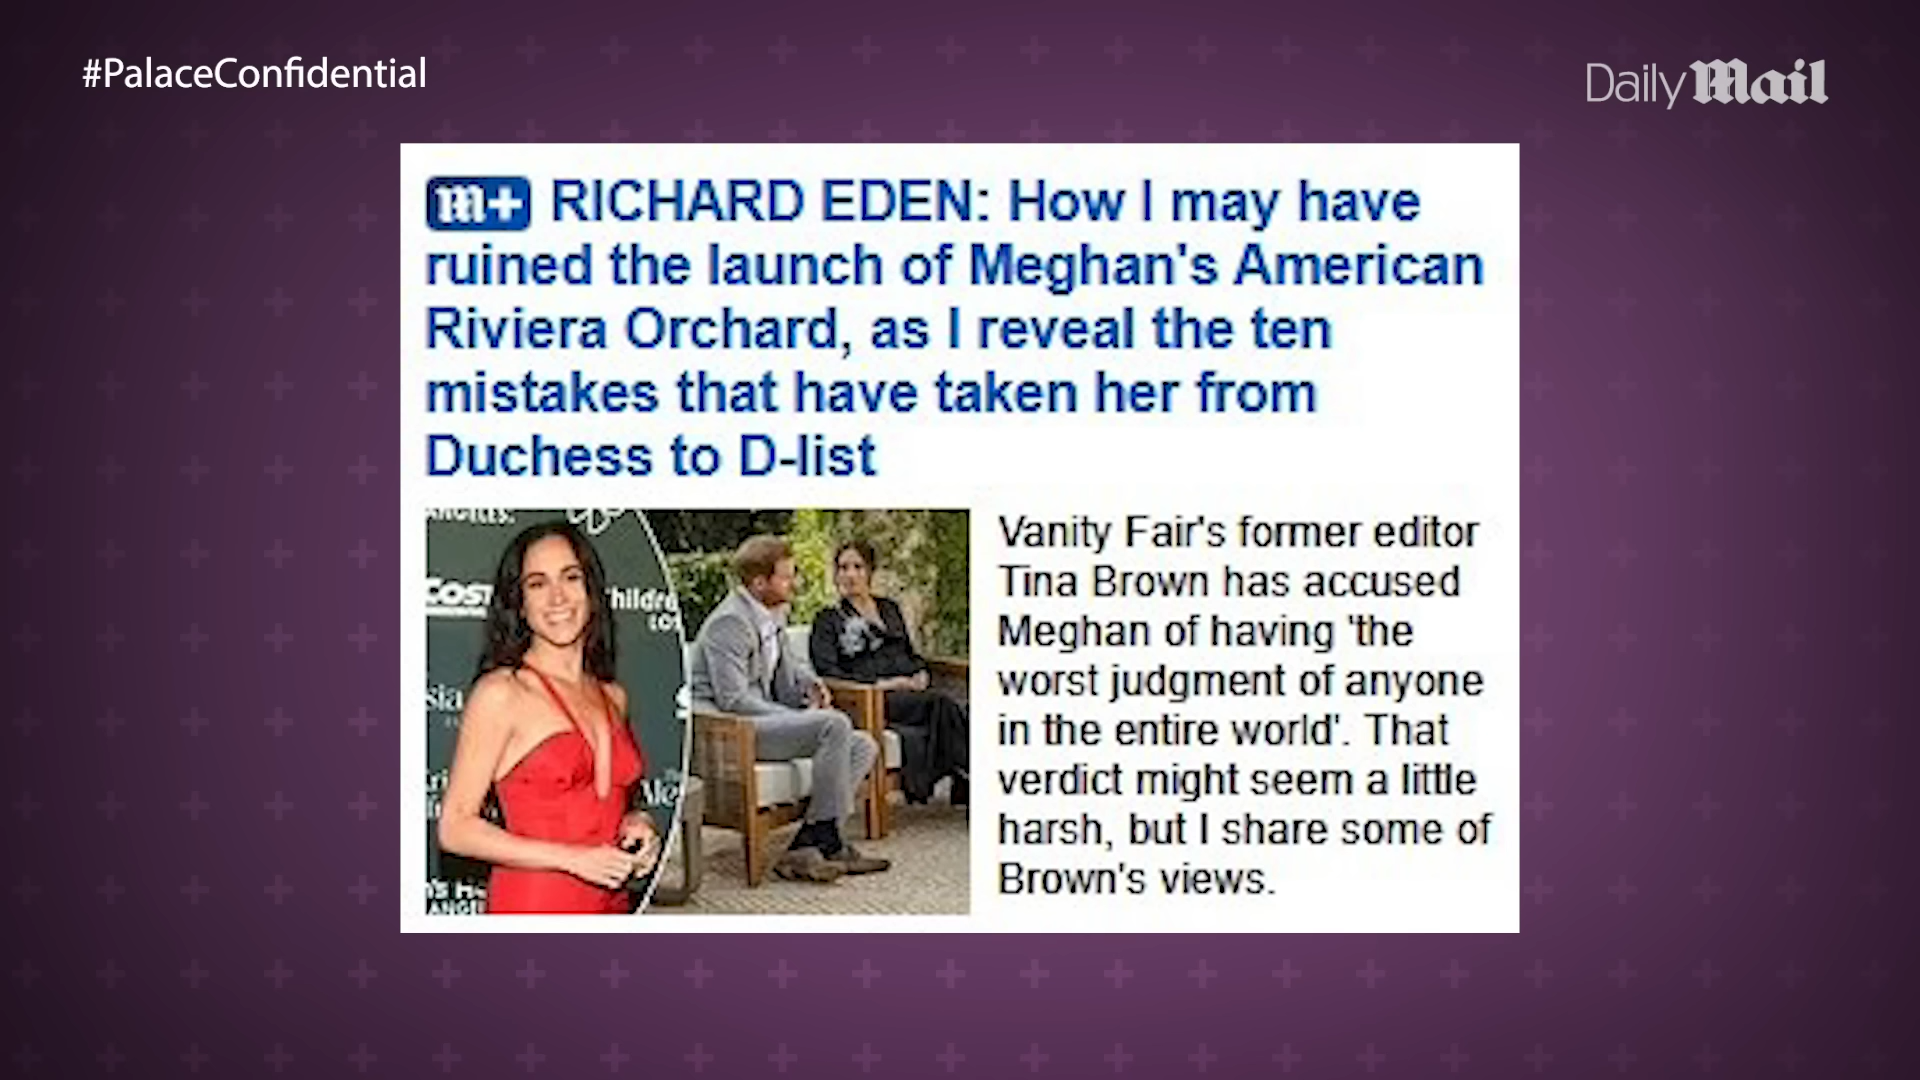 #PalaceConfidential
Daily Mail
m+ RICHARD EDEN: How I may have
ruined the launch of Meghan's American
Riviera Orchard, as I reveal the ten
mistakes that have taken her from
Duchess to D-list
ANGELES.
Vanity Fair's former editor
Tina Brown has accused
Meghan of having 'the
worst judgment of anyone
in the entire world'. That
verdict might seem a little
harsh, but I share some of
Brown's views.